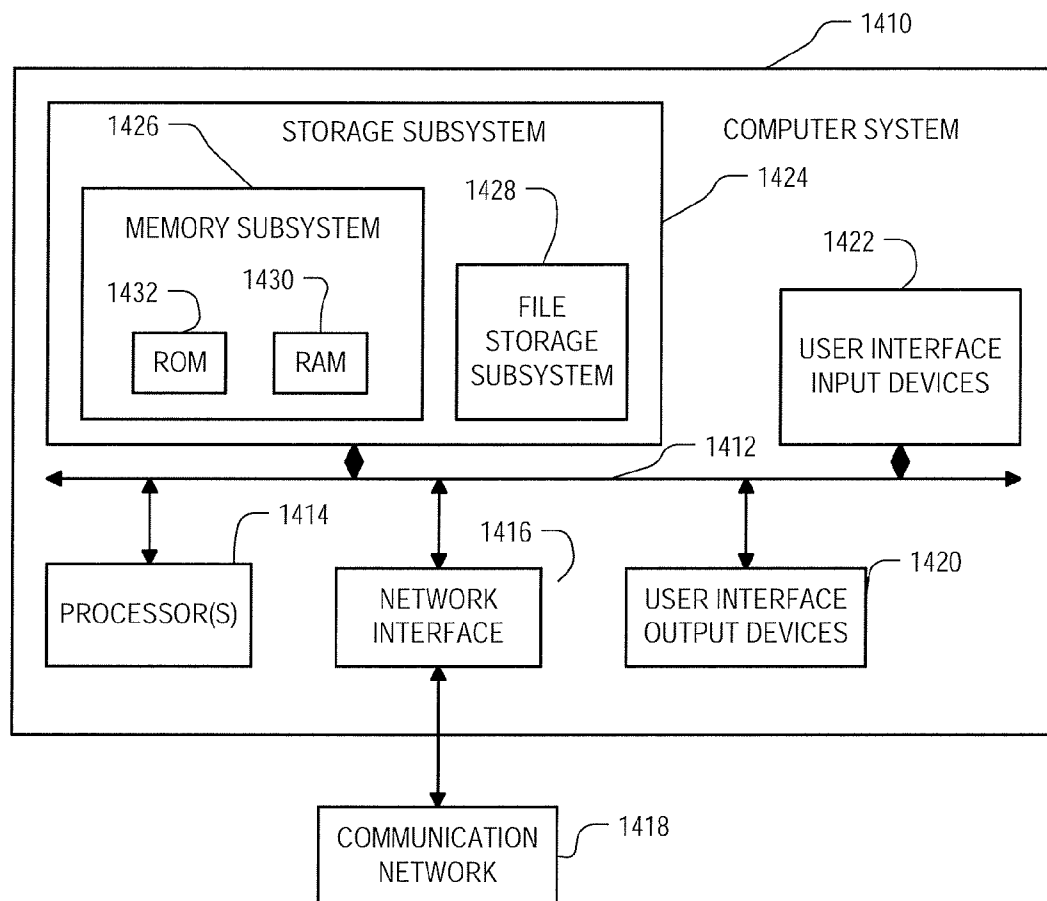 1410
1426
STORAGE SUBSYSTEM
COMPUTER SYSTEM
1424
1428
MEMORY SUBSYSTEM
1422
1432
1430
FILE
STORAGE
SUBSYSTEM
ROM
RAM
USER INTERFACE
INPUT DEVICES
1412
1414
1416
1420
PROCESSOR(S)
NETWORK
INTERFACE
USER INTERFACE
OUTPUT DEVICES
1418
COMMUNICATION
NETWORK